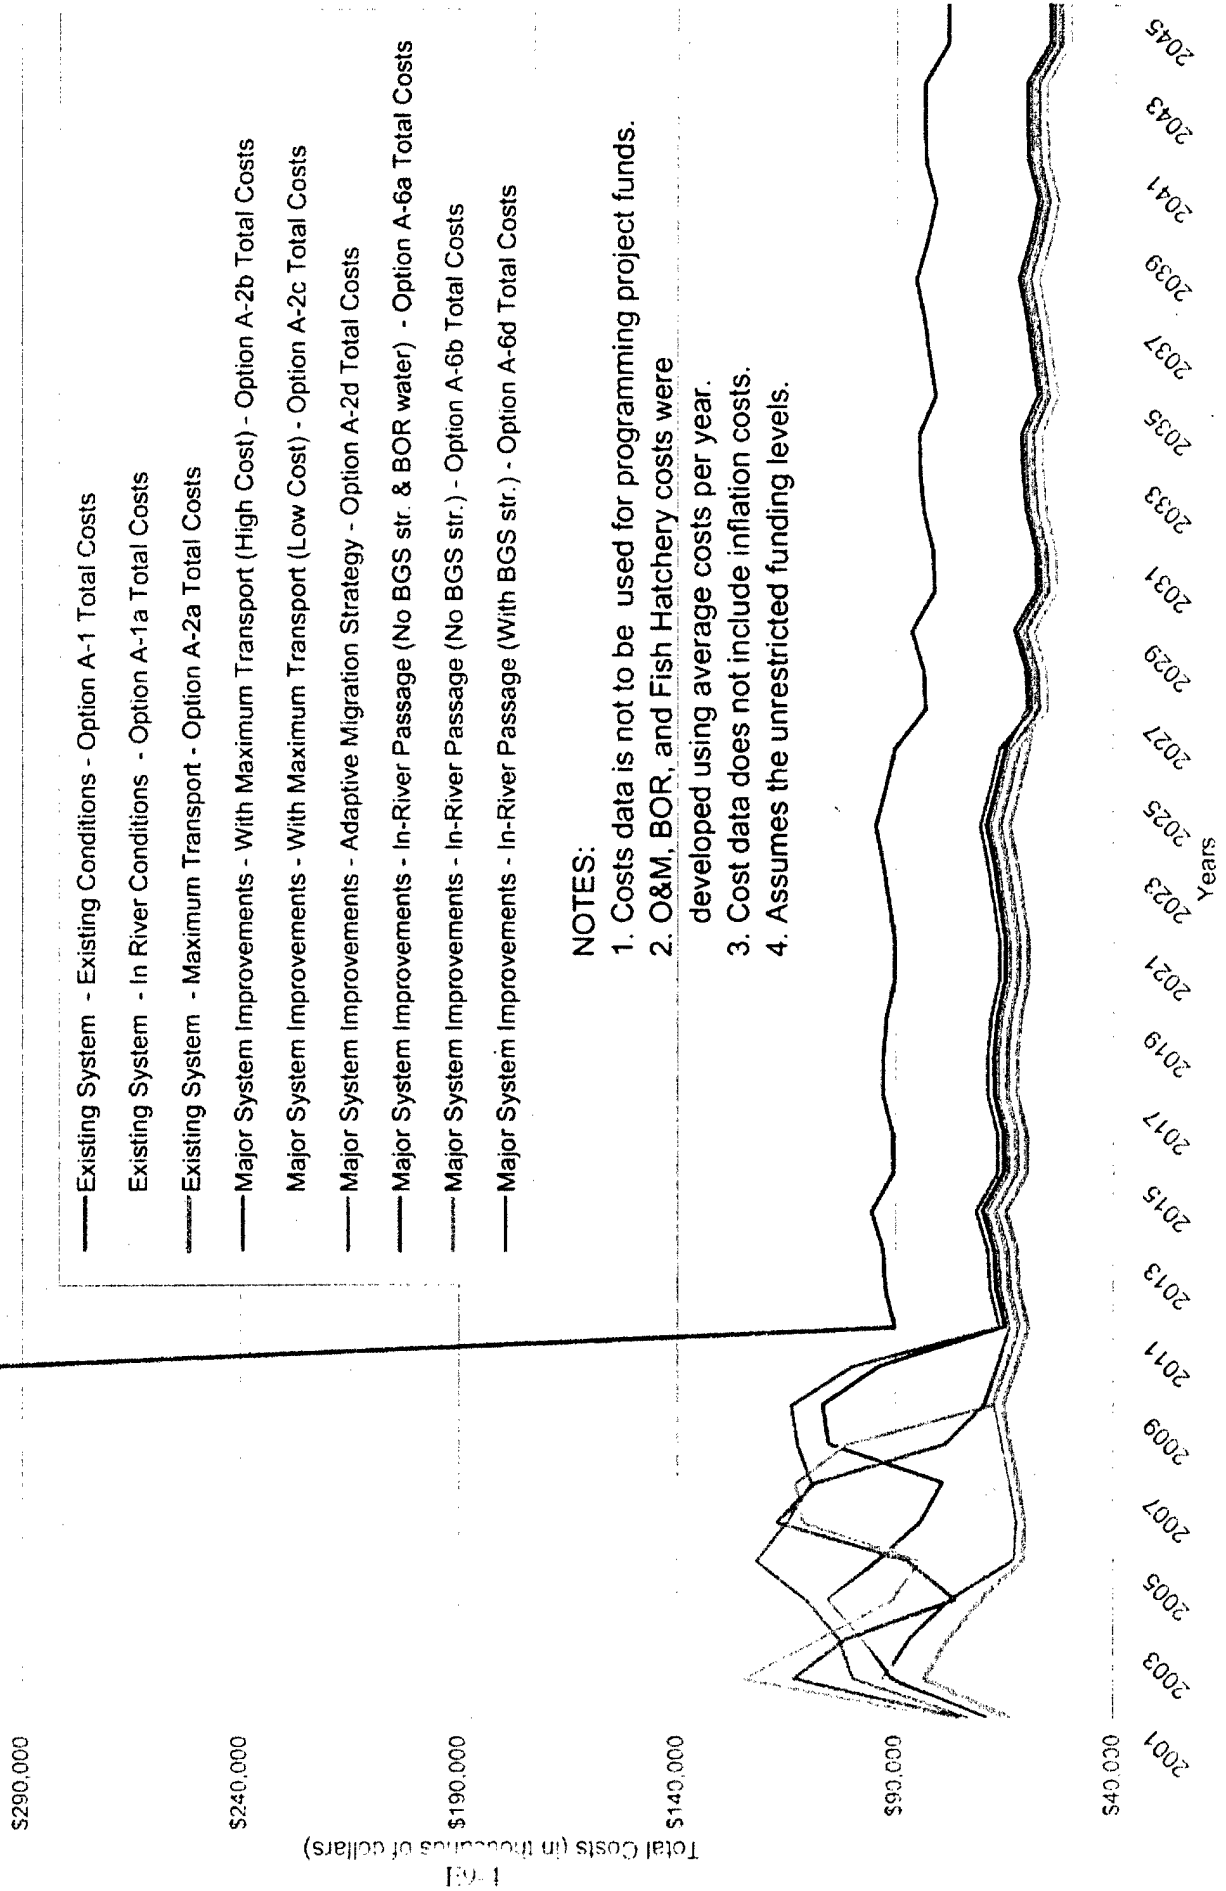 $290,000
$240,000
$190,000
$140,000
$90,000
$40,000
Total Costs (in thousands of dollars)
Existing System - Existing Conditions - Option A-1 Total Costs
Existing System - In River Conditions - Option A-1a Total Costs
Existing System - Maximum Transport - Option A-2a Total Costs
Major System Improvements - With Maximum Transport (High Cost) - Option A-2b Total Costs
Major System Improvements - With Maximum Transport (Low Cost) - Option A-2c Total Costs
Major System Improvements - Adaptive Migration Strategy - Option A-2d Total Costs
Major System Improvements - In-River Passage (No BGS str. & BOR water) - Option A-6a Total Costs
Major System Improvements - In-River Passage (No BGS str.) - Option A-6b Total Costs
Major System Improvements - In-River Passage (With BGS str.) - Option A-6d Total Costs
NOTES:
1. Costs data is not to be used for programming project funds.
2. O&M, BOR, and Fish Hatchery costs were
developed using average costs per year.
3. Cost data does not include inflation costs.
4. Assumes the unrestricted funding levels.
2001 2003 2005 2007 2009 2011 2013 2015 2017 2019 2021 2023 2025 2027 2029 2031 2033 2035 2037 2039 2041 2043 2045
Years